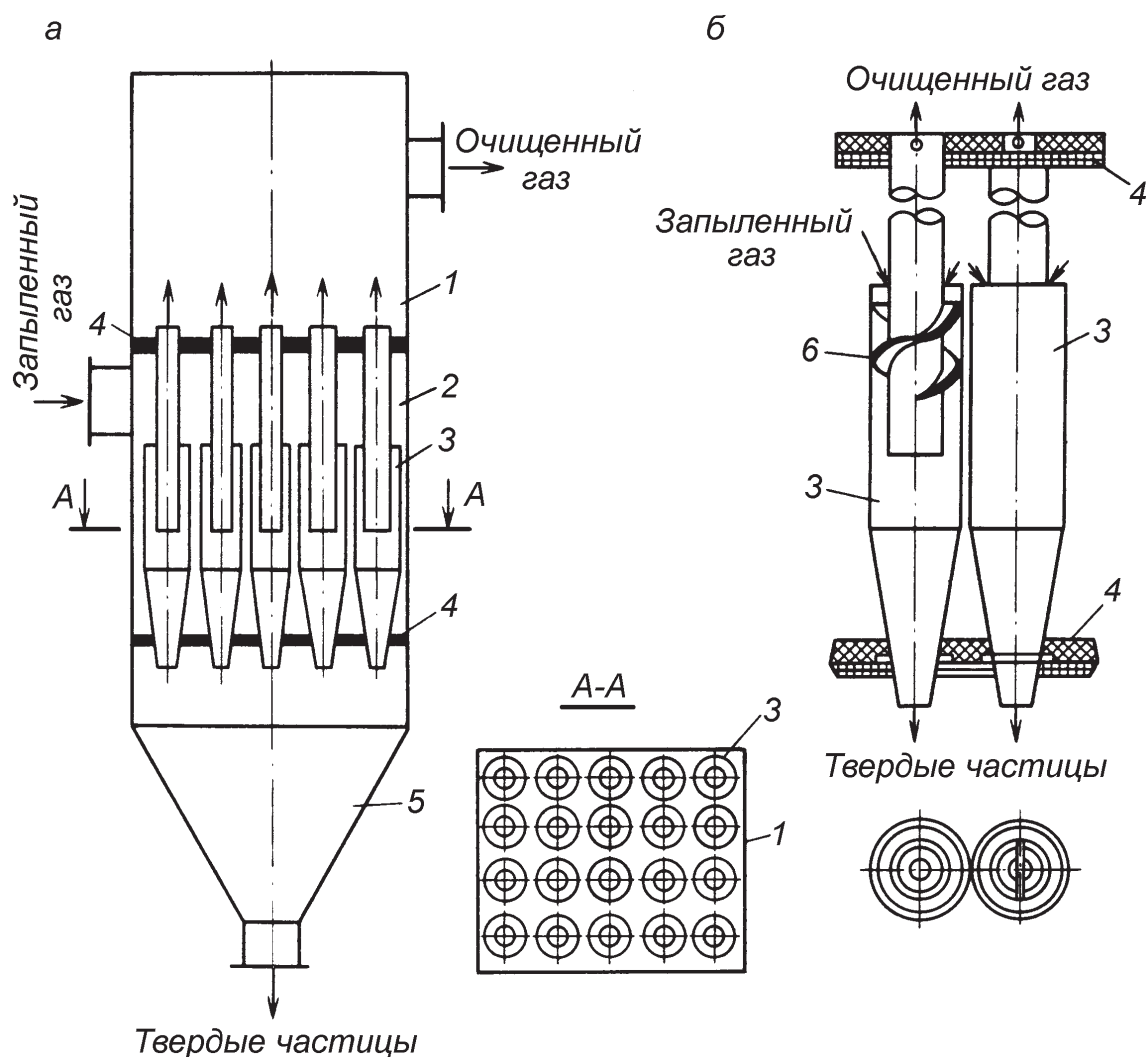 а
Очищенный
газ
Запыленный
газ
4
1
2
3
А
А
4
5
Твердые частицы
А-А
3
1
б
Очищенный газ
4
Запыленный
газ
6
3
3
4
Твердые частицы